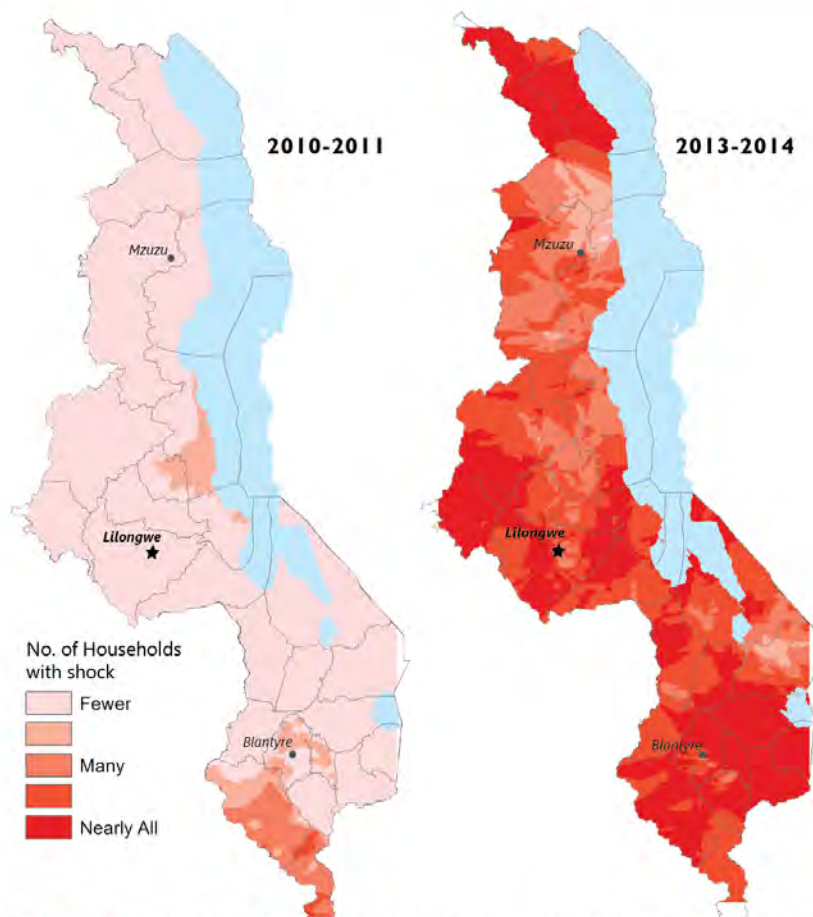 2010-2011
2013-2014
Mzuzu
Mzuzu
Lilongwe
Lilongwe
No. of Households
with shock
Fewer
Many
Nearly All
Blantyre
Blantyre